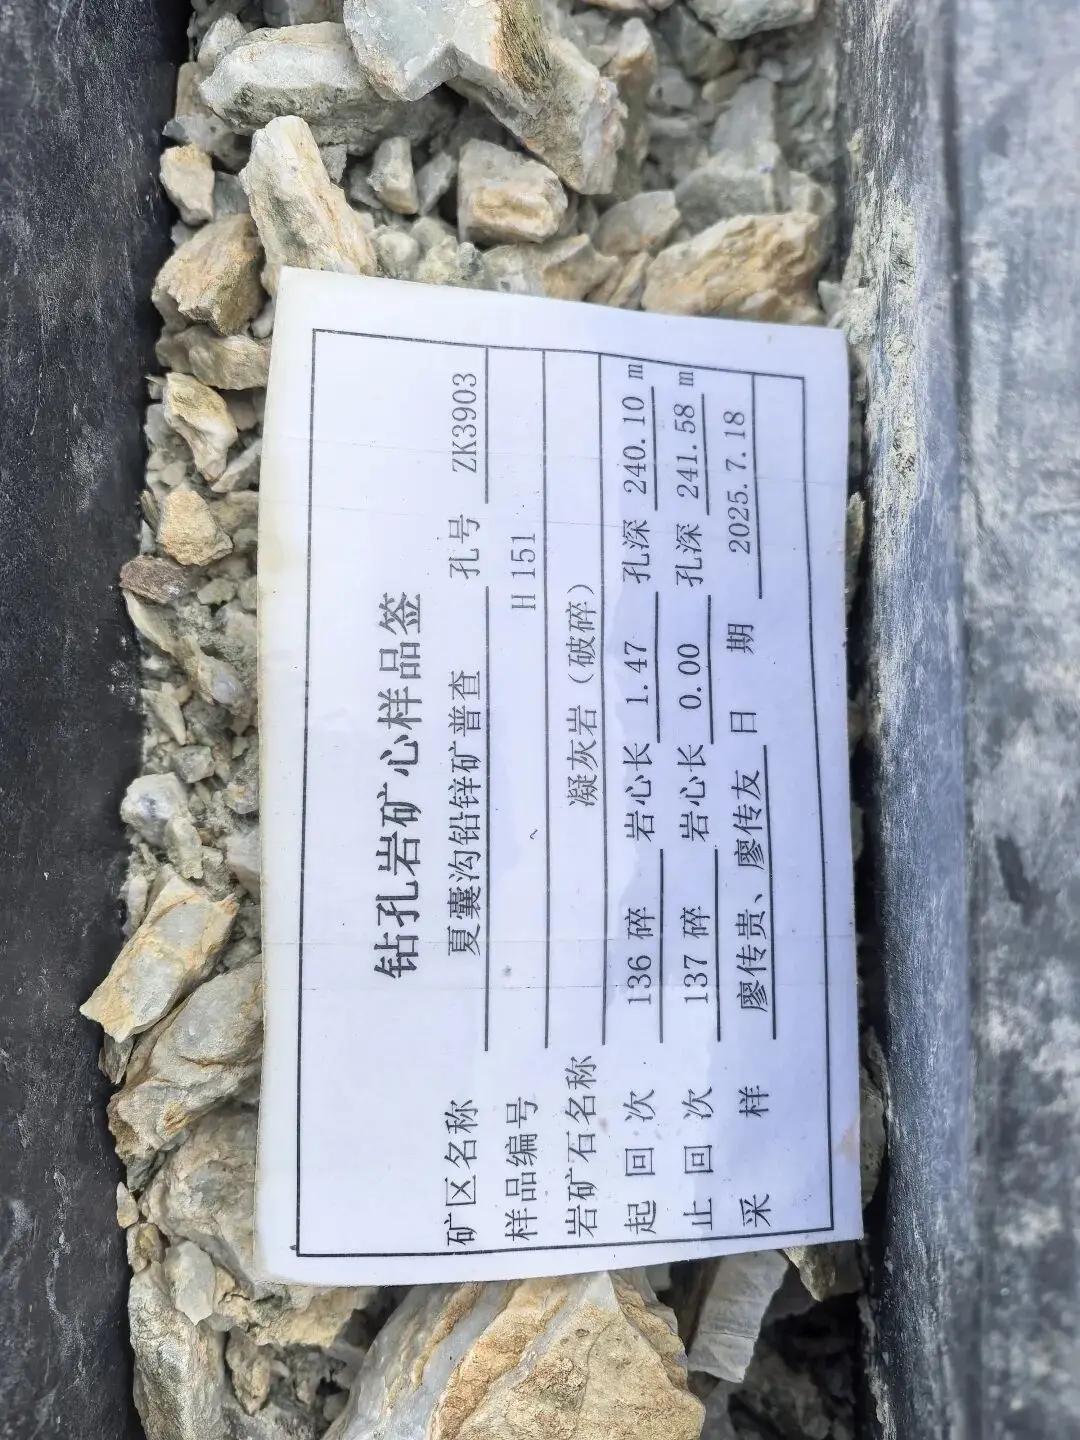 钻孔岩矿心样品签
矿区名称 夏囊沟铅锌矿普查 孔号 ZK3903
样品编号 H151
岩矿石名称 凝灰岩（破碎）
起回次 136碎 岩心长 1.47 孔深 240.10 m
止回次 137碎 岩心长 0.00 孔深 241.58 m
采样 廖传贵、廖传友 日期 2025.7.18